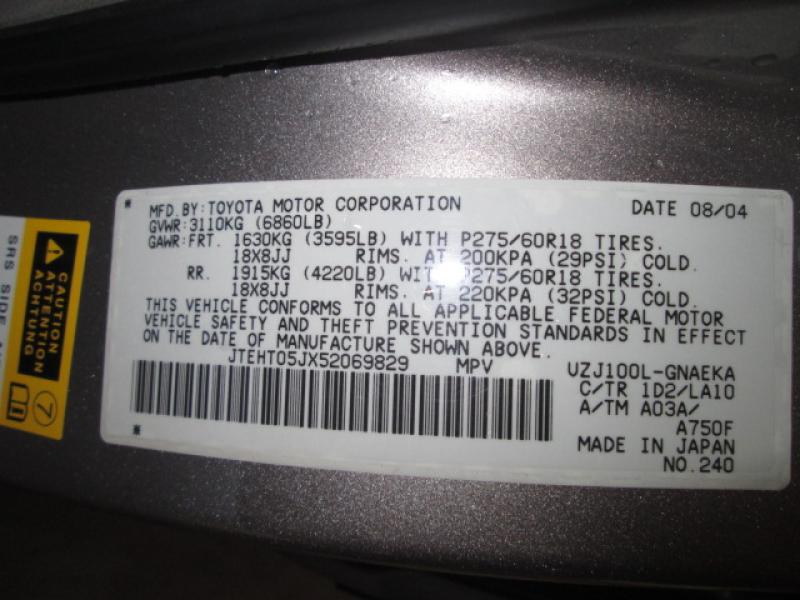 MFD.BY:TOYOTA MOTOR CORPORATION DATE 08/04
GVWR:3110KG (6860LB)
GAWR:FRT. 1630KG (3595LB) WITH P275/60R18 TIRES.
18X8JJ RIMS. AT 200KPA (29PSI) COLD.
RR. 1915KG (4220LB) WITH P275/60R18 TIRES.
18X8JJ RIMS. AT 220KPA (32PSI) COLD.
THIS VEHICLE CONFORMS TO ALL APPLICABLE FEDERAL MOTOR
VEHICLE SAFETY AND THEFT PREVENTION STANDARDS IN EFFECT
ON THE DATE OF MANUFACTURE SHOWN ABOVE.
JTEHT05JX52069829 MPV UZJ100L-GNAEKA
C/TR 1D2/LA10
A/TM A03A/
A750F
MADE IN JAPAN
NO.240
CAUTION
ATTENTION
ACHTUNG
7
SRS SIDE